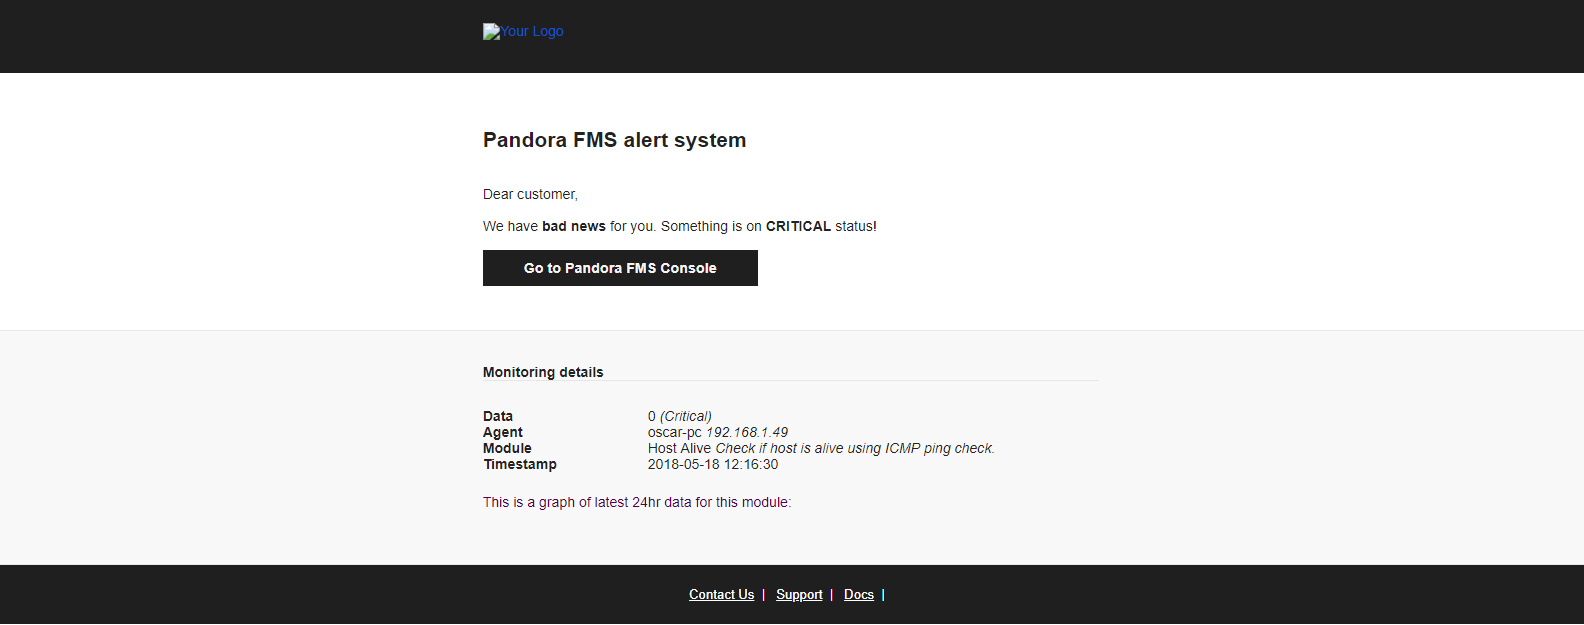 Your Logo
Pandora FMS alert system
Dear customer,
We have bad news for you. Something is on CRITICAL status!
Go to Pandora FMS Console
Monitoring details
Data 0 (Critical)
Agent oscar-pc 192.168.1.49
Module Host Alive Check if host is alive using ICMP ping check.
Timestamp 2018-05-18 12:16:30
This is a graph of latest 24hr data for this module:
Contact Us | Support | Docs |